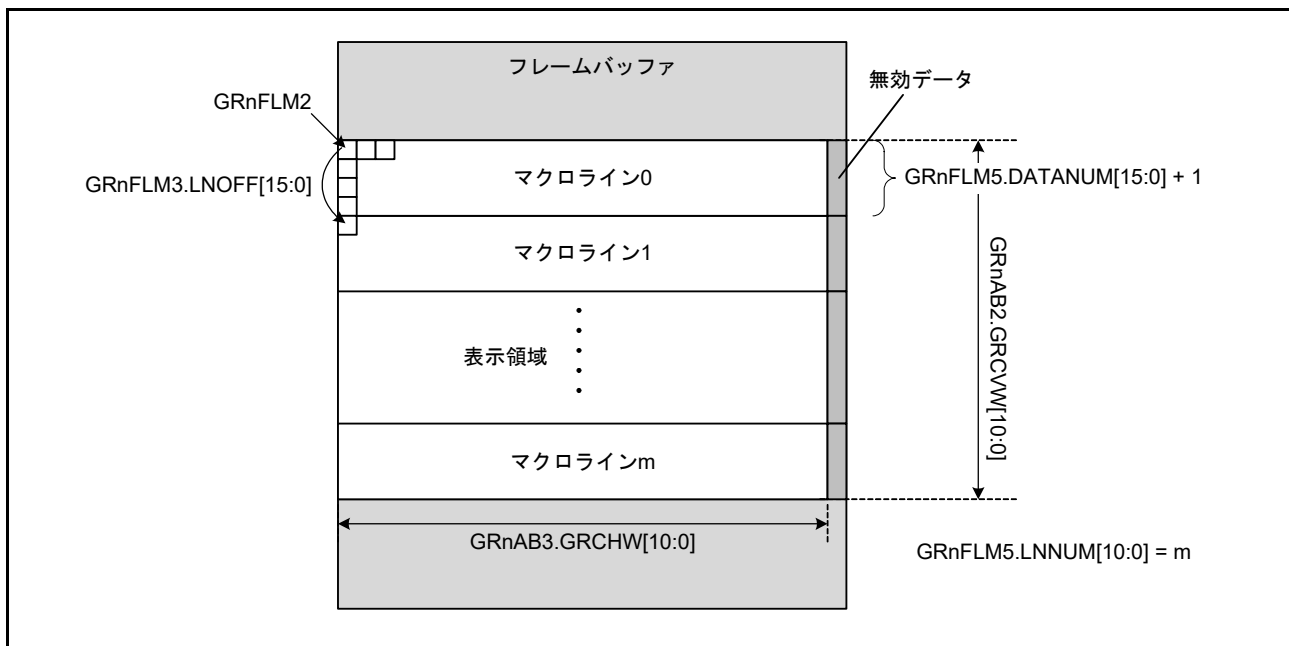 フレームバッファ
無効データ
GRnFLM2
マクロライン0
GRnFLM3.LNOFF[15:0]
GRnFLM5.DATANUM[15:0] + 1
マクロライン1
GRnAB2.GRCVW[10:0]
表示領域
マクロラインm
GRnAB3.GRCHW[10:0]
GRnFLM5.LNNUM[10:0] = m